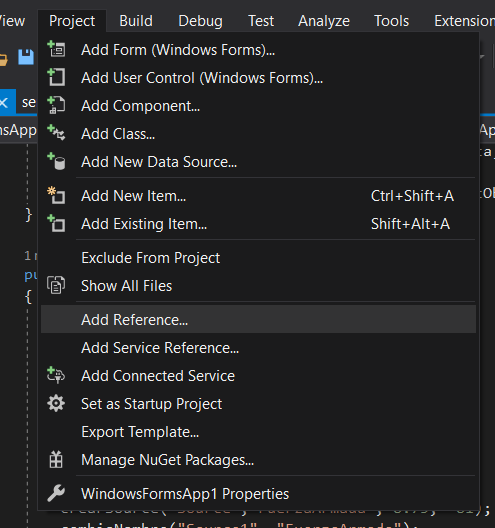 View Project Build Debug Test Analyze Tools Extension
Add Form (Windows Forms)...
Add User Control (Windows Forms)...
Add Component...
Add Class...
Add New Data Source...
Add New Item... Ctrl+Shift+A
Add Existing Item... Shift+Alt+A
Exclude From Project
Show All Files
Add Reference...
Add Service Reference...
Add Connected Service
Set as Startup Project
Export Template...
Manage NuGet Packages...
WindowsFormsApp1 Properties